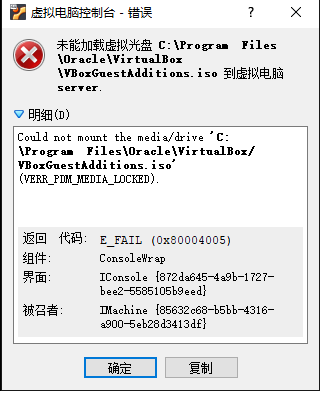 虚拟电脑控制台 - 错误
未能加载虚拟光盘 C:\Program Files
\Oracle\VirtualBox
\VBoxGuestAdditions.iso 到虚拟电脑
server.
明细(D)
Could not mount the media/drive 'C:
\Program Files\Oracle\VirtualBox/
VBoxGuestAdditions.iso'
(VERR_PDM_MEDIA_LOCKED).
返回 代码: E_FAIL (0x80004005)
组件: ConsoleWrap
界面: IConsole {872da645-4a9b-1727-
bee2-5585105b9eed}
被召者: IMachine {85632c68-b5bb-4316-
a900-5eb28d3413df}
确定 复制